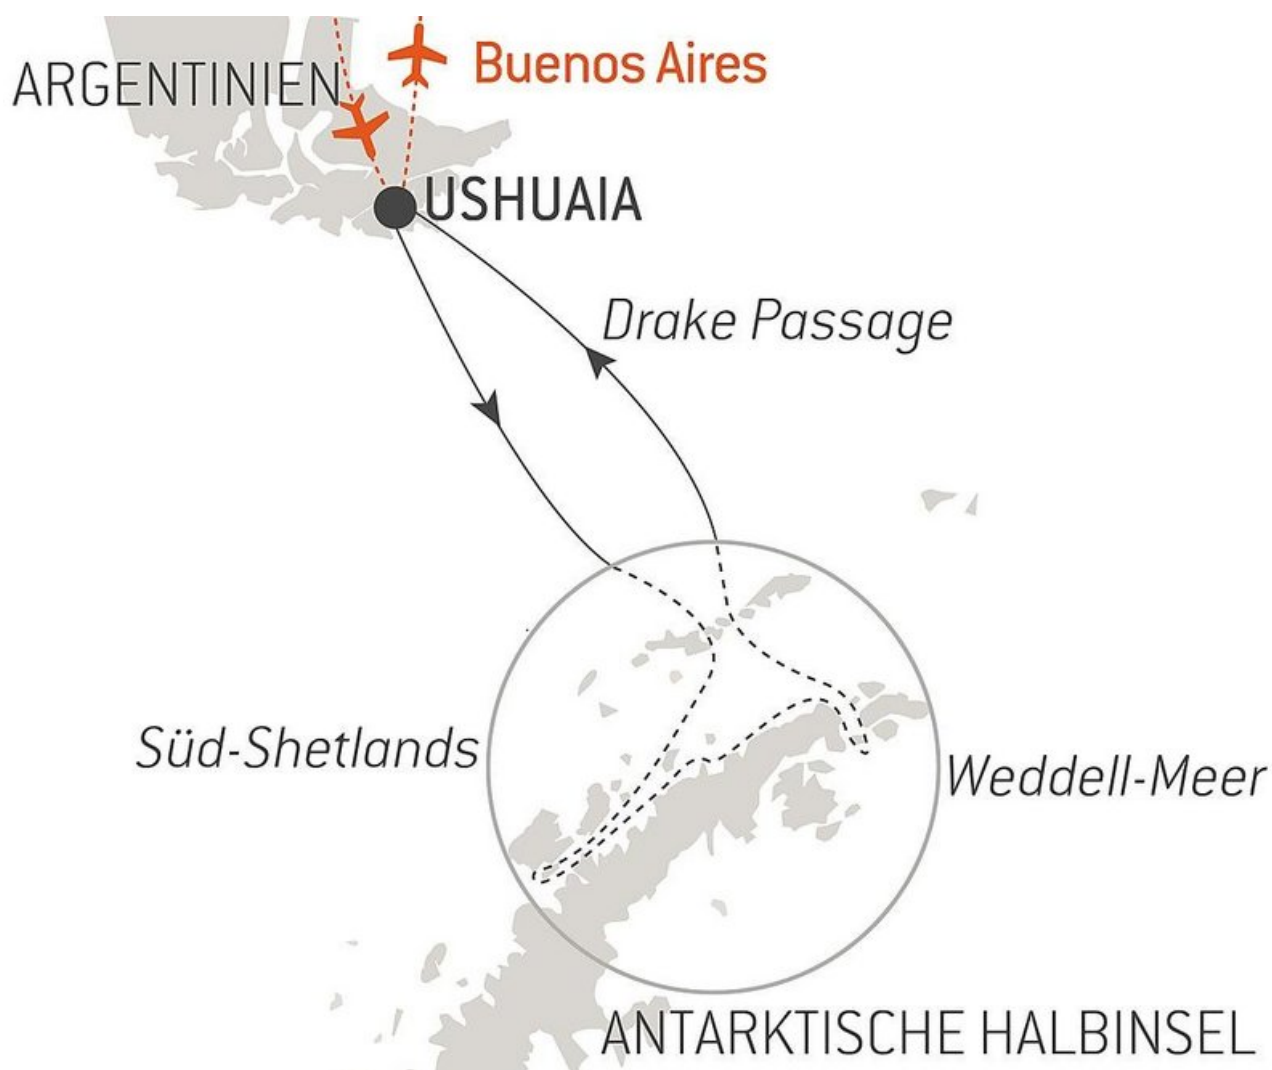 Buenos Aires
ARGENTINIEN
USHUAIA
Drake Passage
Süd-Shetlands
Weddell-Meer
ANTARKTISCHE HALBINSEL